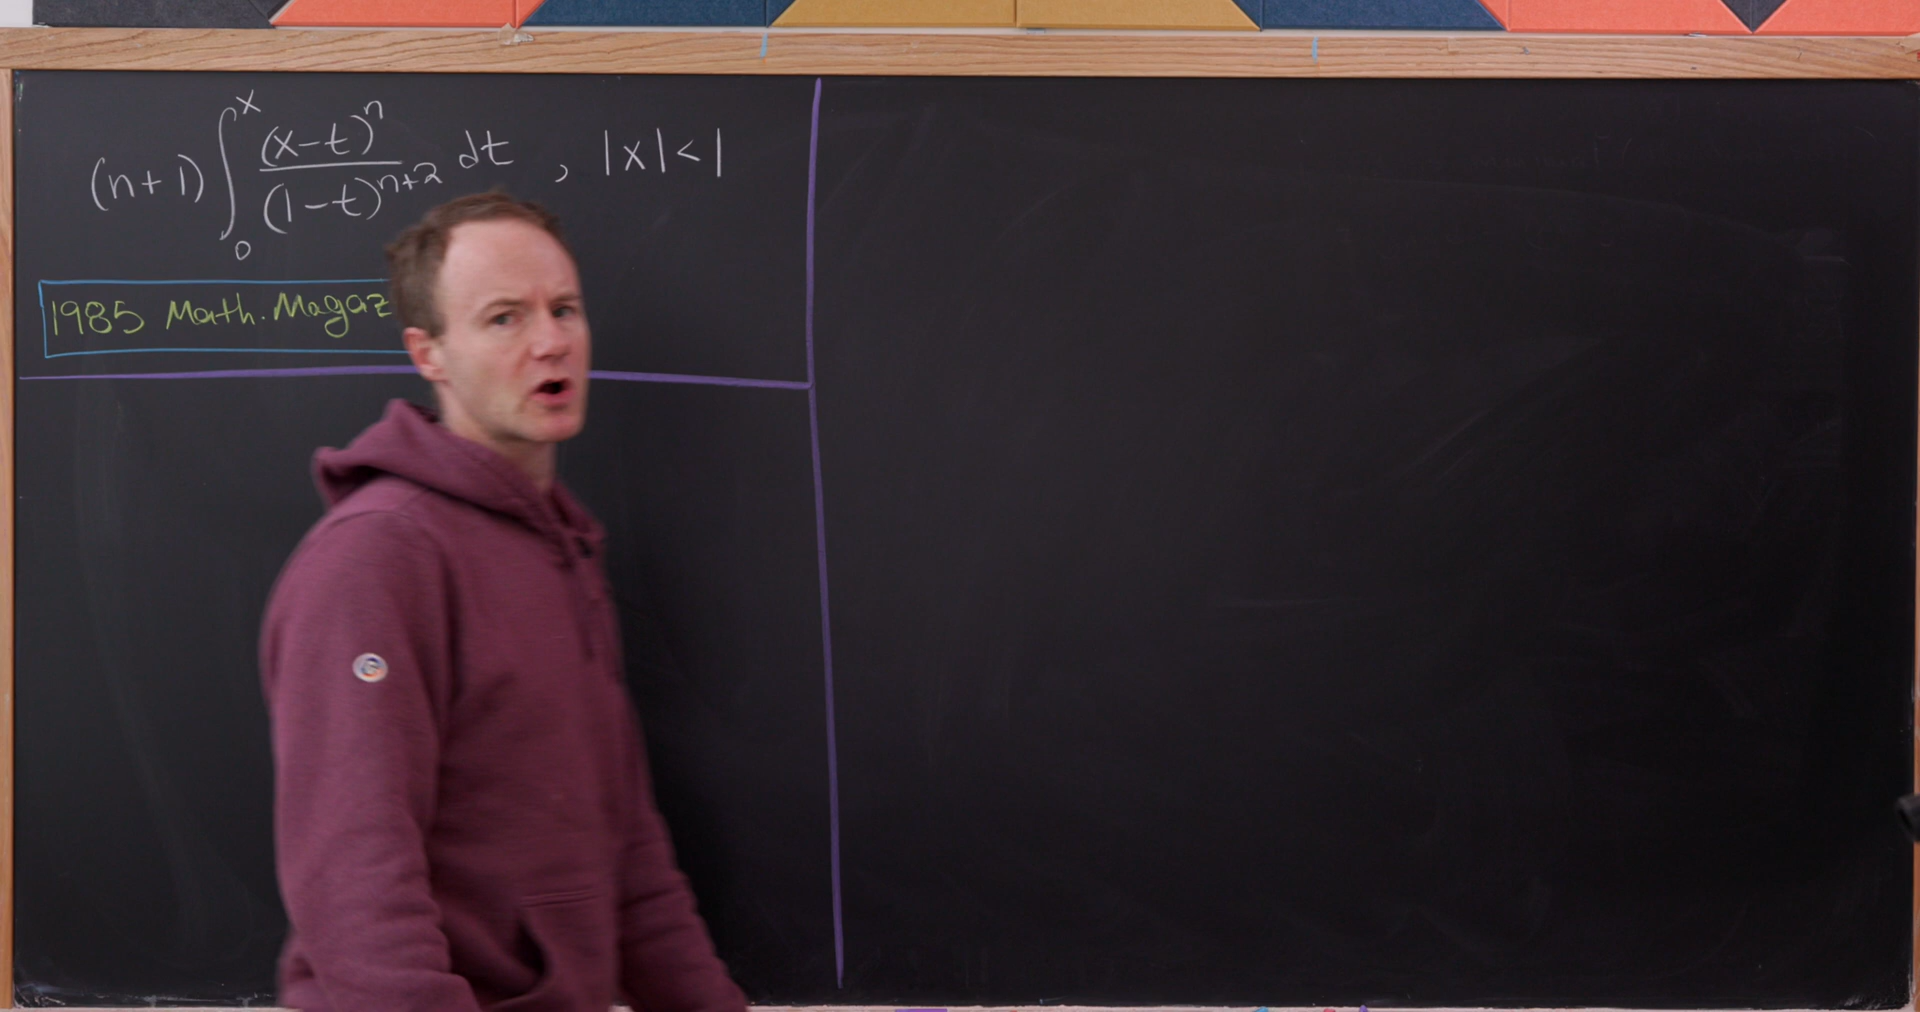 (n+1) ∫₀ˣ (x-t)ⁿ / (1-t)ⁿ⁺² dt , |x|<1
1985 Math. Magaz